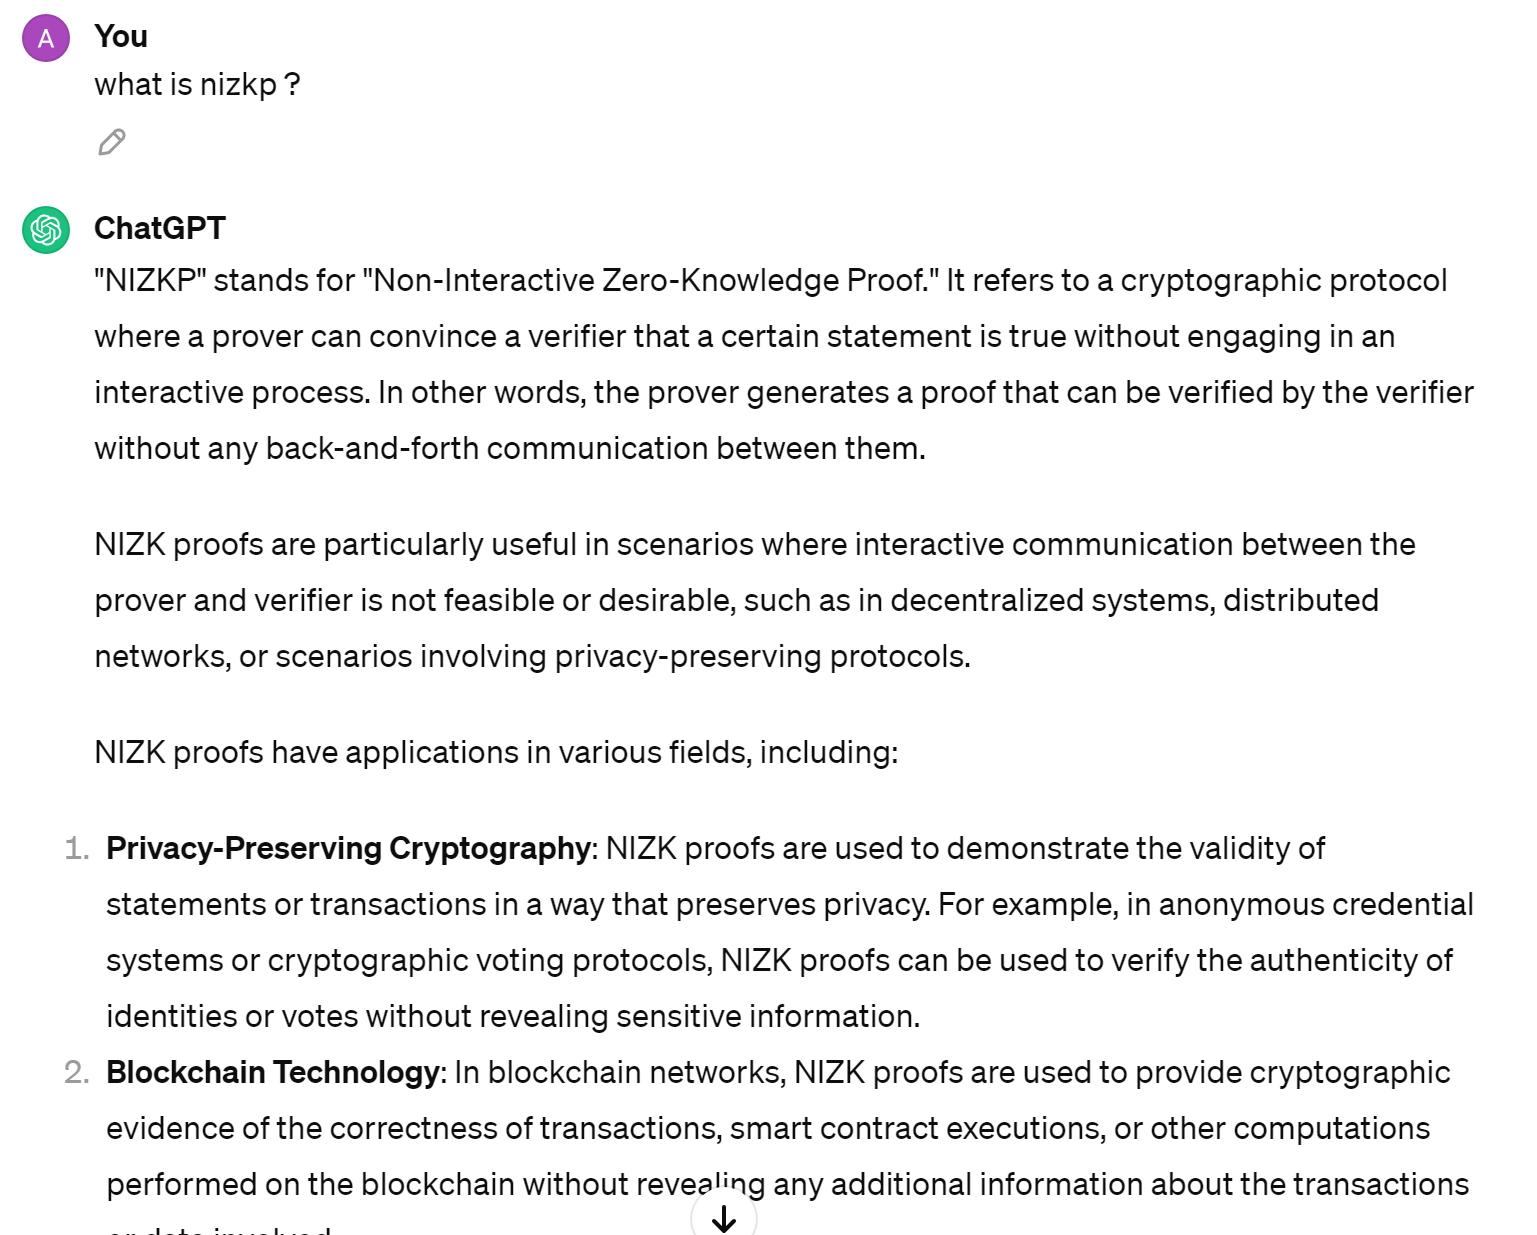 A
You
what is nizkp ?
ChatGPT
"NIZKP" stands for "Non-Interactive Zero-Knowledge Proof." It refers to a cryptographic protocol
where a prover can convince a verifier that a certain statement is true without engaging in an
interactive process. In other words, the prover generates a proof that can be verified by the verifier
without any back-and-forth communication between them.
NIZK proofs are particularly useful in scenarios where interactive communication between the
prover and verifier is not feasible or desirable, such as in decentralized systems, distributed
networks, or scenarios involving privacy-preserving protocols.
NIZK proofs have applications in various fields, including:
1. Privacy-Preserving Cryptography: NIZK proofs are used to demonstrate the validity of
statements or transactions in a way that preserves privacy. For example, in anonymous credential
systems or cryptographic voting protocols, NIZK proofs can be used to verify the authenticity of
identities or votes without revealing sensitive information.
2. Blockchain Technology: In blockchain networks, NIZK proofs are used to provide cryptographic
evidence of the correctness of transactions, smart contract executions, or other computations
performed on the blockchain without revealing any additional information about the transactions
or data involved